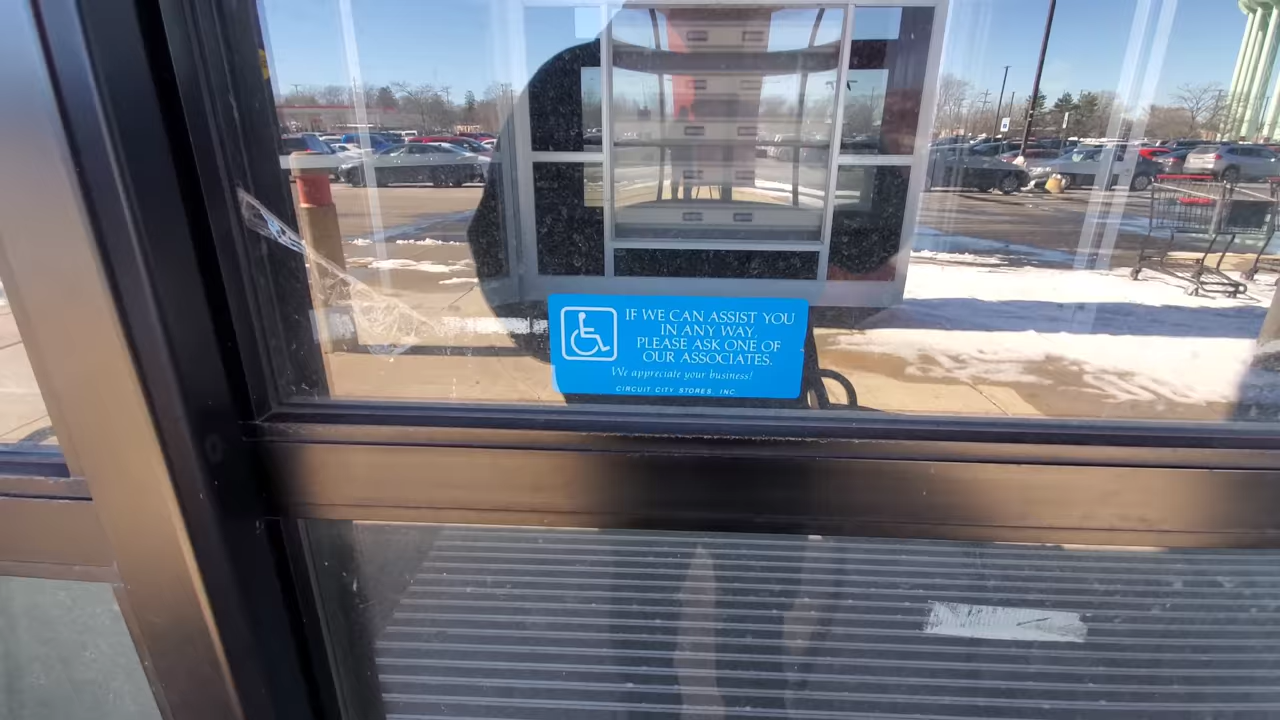 IF WE CAN ASSIST YOU
IN ANY WAY,
PLEASE ASK ONE OF
OUR ASSOCIATES.
We appreciate your business!
CIRCUIT CITY STORES, INC.